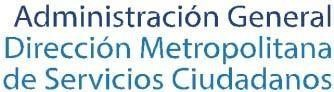 Administración General
Dirección Metropolitana
de Servicios Ciudadanos